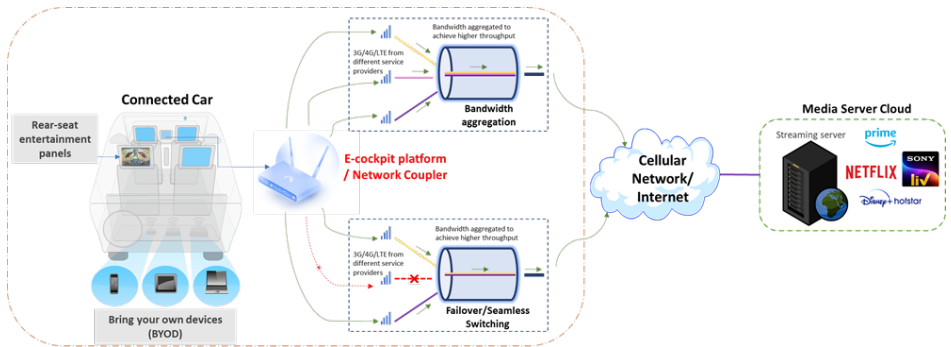 Connected Car
Rear-seat
entertainment
panels
Bring your own devices
(BYOD)
E-cockpit platform
/ Network Coupler
Bandwidth aggregated to
achieve higher throughput
3G/4G/LTE from
different service
providers
Bandwidth
aggregation
Bandwidth aggregated to
achieve higher throughput
3G/4G/LTE from
different service
providers
Failover/Seamless
Switching
Cellular
Network/
Internet
Media Server Cloud
Streaming server
prime
NETFLIX
SONY
liv
Disney+ hotstar